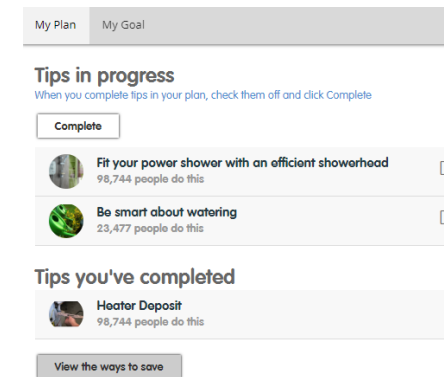 My Plan My Goal
Tips in progress
When you complete tips in your plan, check them off and click Complete
Complete
Fit your power shower with an efficient showerhead
98,744 people do this
Be smart about watering
23,477 people do this
Tips you've completed
Heater Deposit
98,744 people do this
View the ways to save